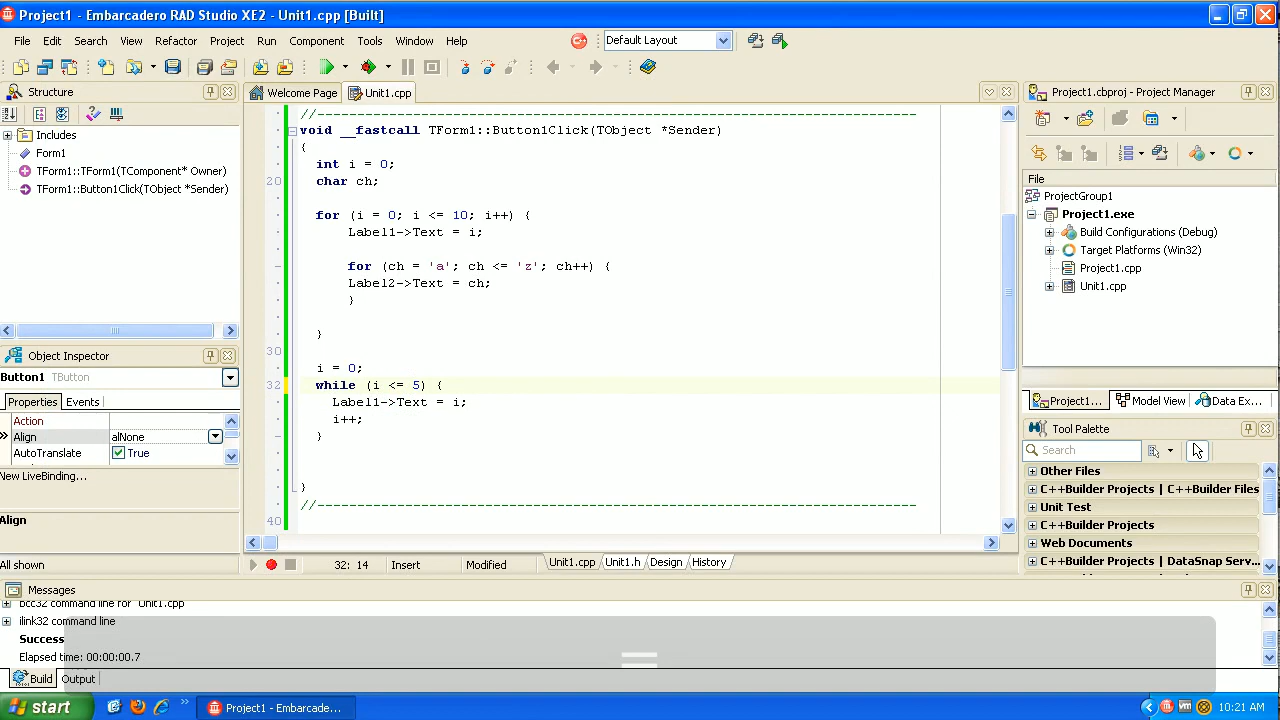 Project1 - Embarcadero RAD Studio XE2 - Unit1.cpp [Built]
File Edit Search View Refactor Project Run Component Tools Window Help
Default Layout
Structure
Welcome Page Unit1.cpp
Project1.cbproj - Project Manager
Includes
Form1
TForm1::TForm1(TComponent* Owner)
TForm1::Button1Click(TObject *Sender)
//---------------------------------------------------------------------------
void __fastcall TForm1::Button1Click(TObject *Sender)
{
int i = 0;
20 char ch;
for (i = 0; i <= 10; i++) {
Label1->Text = i;
for (ch = 'a'; ch <= 'z'; ch++) {
Label2->Text = ch;
}
}
30
i = 0;
32 while (i <= 5) {
Label1->Text = i;
i++;
}
}
//---------------------------------------------------------------------------
40
File
ProjectGroup1
Project1.exe
Build Configurations (Debug)
Target Platforms (Win32)
Project1.cpp
Unit1.cpp
Project1... Model View Data Ex...
Object Inspector
Button1 TButton
Properties Events
Action
Align alNone
AutoTranslate True
New LiveBinding...
Align
All shown
Tool Palette
Search
Other Files
C++Builder Projects | C++Builder Files
Unit Test
C++Builder Projects
Web Documents
C++Builder Projects | DataSnap Serv...
32: 14 Insert Modified
Unit1.cpp Unit1.h Design History
Messages
bcc32 command line for "Unit1.cpp"
ilink32 command line
Success
Elapsed time: 00:00:00.7
Build Output
start Project1 - Embarcade... 10:21 AM